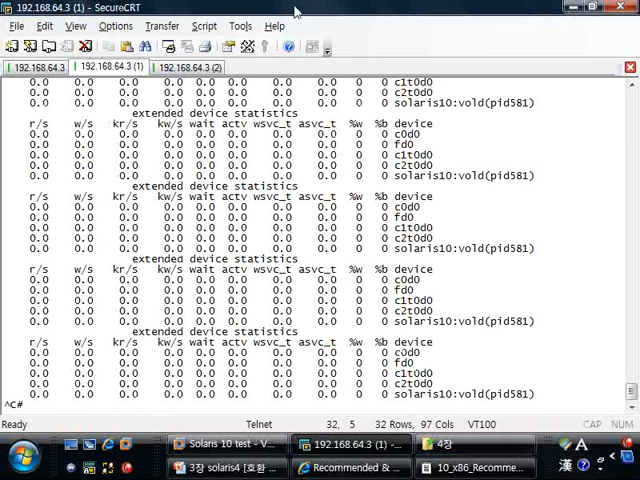 192.168.64.3 (1) - SecureCRT
File Edit View Options Transfer Script Tools Help
192.168.64.3 192.168.64.3 (1) 192.168.64.3 (2)
0.0 0.0 0.0 0.0 0.0 0.0 0.0 0.0 0 0 c1t0d0
0.0 0.0 0.0 0.0 0.0 0.0 0.0 0.0 0 0 c2t0d0
0.0 0.0 0.0 0.0 0.0 0.0 0.0 0.0 0 0 solaris10:vold(pid581)
extended device statistics
r/s w/s kr/s kw/s wait actv wsvc_t asvc_t %w %b device
0.0 0.0 0.0 0.0 0.0 0.0 0.0 0.0 0 0 c0d0
0.0 0.0 0.0 0.0 0.0 0.0 0.0 0.0 0 0 fd0
0.0 0.0 0.0 0.0 0.0 0.0 0.0 0.0 0 0 c1t0d0
0.0 0.0 0.0 0.0 0.0 0.0 0.0 0.0 0 0 c2t0d0
0.0 0.0 0.0 0.0 0.0 0.0 0.0 0.0 0 0 solaris10:vold(pid581)
extended device statistics
r/s w/s kr/s kw/s wait actv wsvc_t asvc_t %w %b device
0.0 0.0 0.0 0.0 0.0 0.0 0.0 0.0 0 0 c0d0
0.0 0.0 0.0 0.0 0.0 0.0 0.0 0.0 0 0 fd0
0.0 0.0 0.0 0.0 0.0 0.0 0.0 0.0 0 0 c1t0d0
0.0 0.0 0.0 0.0 0.0 0.0 0.0 0.0 0 0 c2t0d0
0.0 0.0 0.0 0.0 0.0 0.0 0.0 0.0 0 0 solaris10:vold(pid581)
extended device statistics
r/s w/s kr/s kw/s wait actv wsvc_t asvc_t %w %b device
0.0 0.0 0.0 0.0 0.0 0.0 0.0 0.0 0 0 c0d0
0.0 0.0 0.0 0.0 0.0 0.0 0.0 0.0 0 0 fd0
0.0 0.0 0.0 0.0 0.0 0.0 0.0 0.0 0 0 c1t0d0
0.0 0.0 0.0 0.0 0.0 0.0 0.0 0.0 0 0 c2t0d0
0.0 0.0 0.0 0.0 0.0 0.0 0.0 0.0 0 0 solaris10:vold(pid581)
extended device statistics
r/s w/s kr/s kw/s wait actv wsvc_t asvc_t %w %b device
0.0 0.0 0.0 0.0 0.0 0.0 0.0 0.0 0 0 c0d0
0.0 0.0 0.0 0.0 0.0 0.0 0.0 0.0 0 0 fd0
0.0 0.0 0.0 0.0 0.0 0.0 0.0 0.0 0 0 c1t0d0
0.0 0.0 0.0 0.0 0.0 0.0 0.0 0.0 0 0 c2t0d0
0.0 0.0 0.0 0.0 0.0 0.0 0.0 0.0 0 0 solaris10:vold(pid581)
^C#
Ready Telnet 32, 5 32 Rows, 97 Cols VT100 CAP NUM
Solaris 10 test - V... 192.168.64.3 (1) -... 4장 A
3장 solaris4 [호환 ... Recommended & ... 10_x86_Recomme... 漢